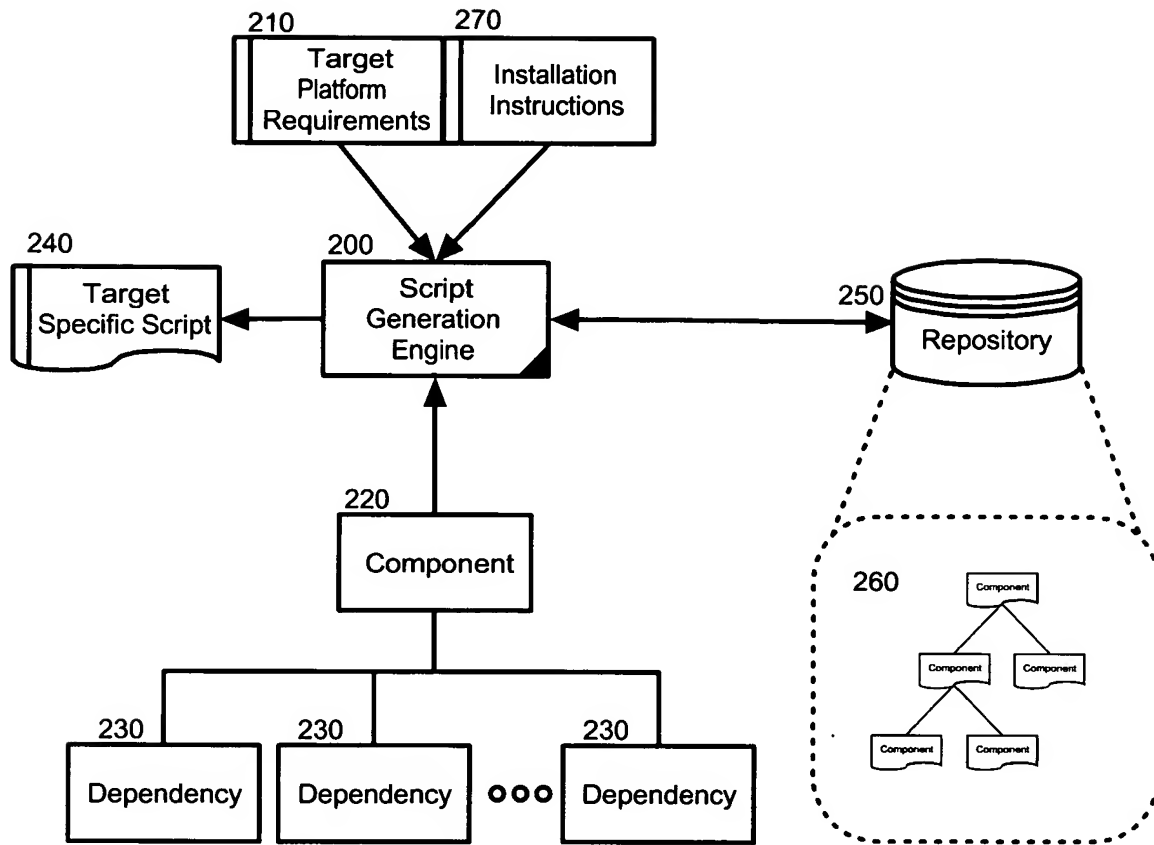 210
270
Target
Platform
Requirements
Installation
Instructions
240
Target
Specific Script
200
Script
Generation
Engine
250
Repository
220
Component
260
Component
Component
Component
Component
Component
230
Dependency
230
Dependency
230
Dependency